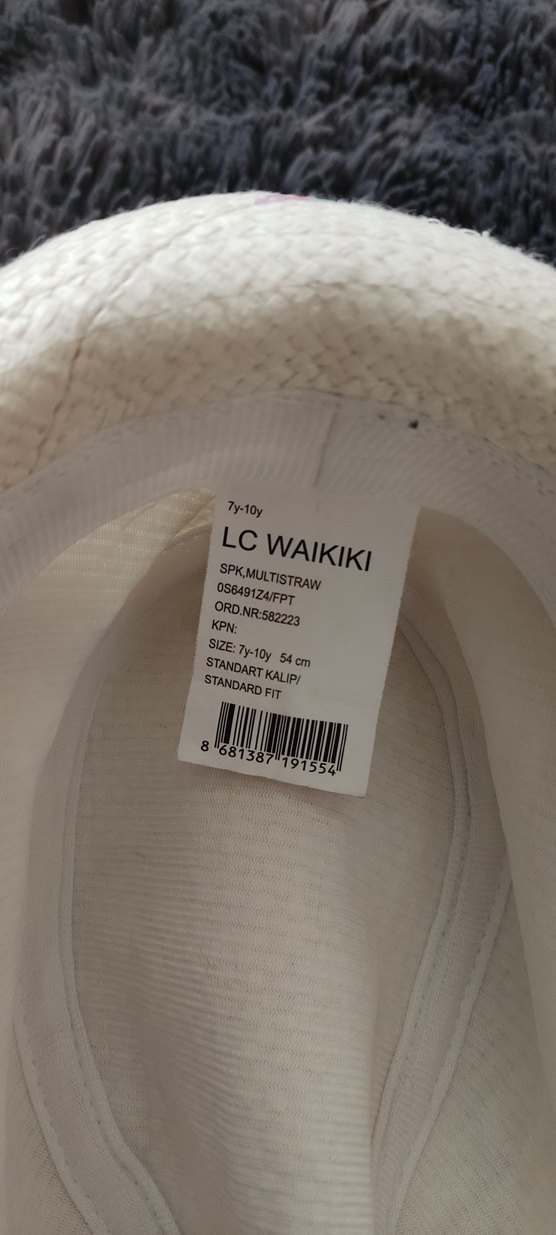 7y-10y
LC WAIKIKI
SPK,MULTISTRAW
0S6491Z4/FPT
ORD.NR:582223
KPN:
SIZE: 7y-10y 54 cm
STANDART KALIP/
STANDARD FIT
8 681387 191554